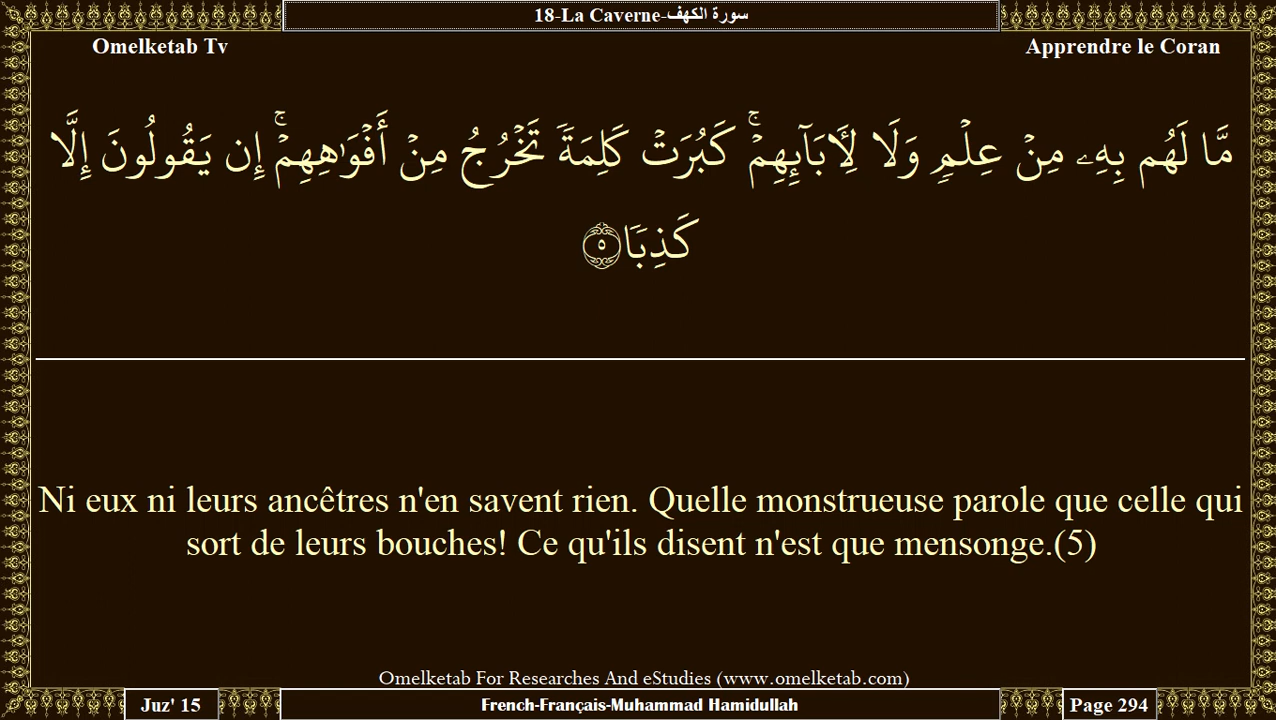 18-La Caverne-سورة الكهف
Omelketab Tv
Apprendre le Coran
مَّا لَهُم بِهِۦ مِنۡ عِلۡمٖ وَلَا لِأٓبَآئِهِمۡۚ كَبُرَتۡ كَلِمَةٗ تَخۡرُجُ مِنۡ أَفۡوَٰهِهِمۡۚ إِن يَقُولُونَ إِلَّا
كَذِبٗا ٥
Ni eux ni leurs ancêtres n'en savent rien. Quelle monstrueuse parole que celle qui
sort de leurs bouches! Ce qu'ils disent n'est que mensonge.(5)
Omelketab For Researches And eStudies (www.omelketab.com)
Juz' 15
French-Français-Muhammad Hamidullah
Page 294